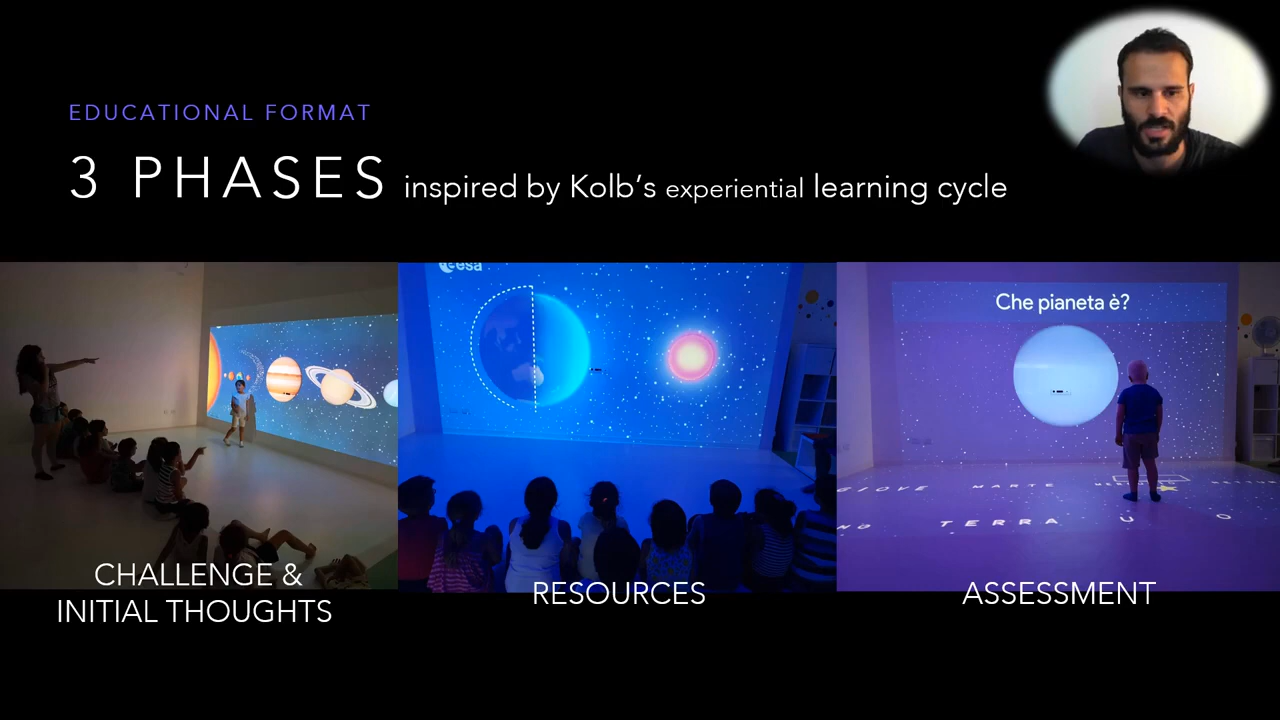 EDUCATIONAL FORMAT
3 PHASES inspired by Kolb's experiential learning cycle
esa
Che pianeta è?
GIOVE MARTE
TERRA U O
CHALLENGE &
INITIAL THOUGHTS
RESOURCES
ASSESSMENT